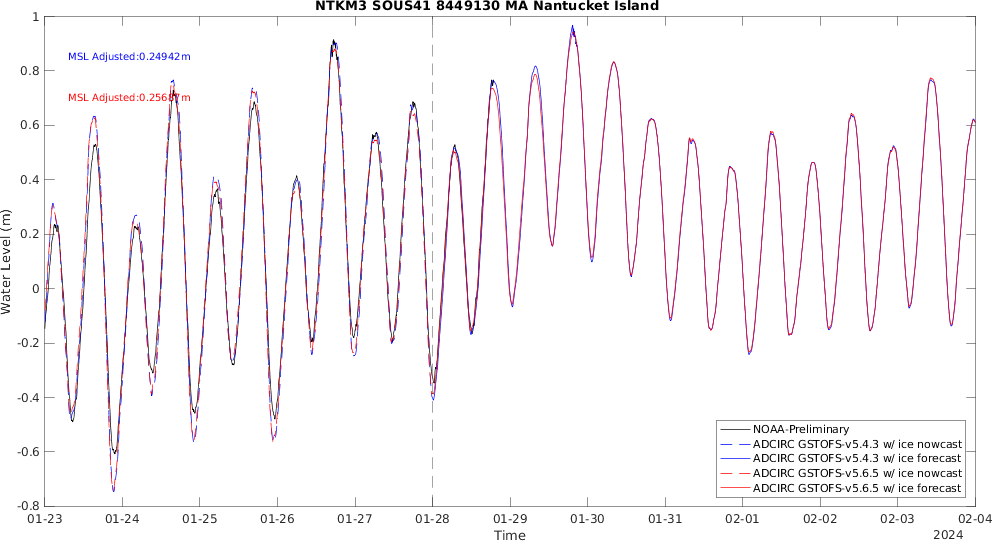 NTKM3 SOUS41 8449130 MA Nantucket Island
MSL Adjusted:0.24942m
MSL Adjusted:
Water Level (m)
1
0.8
0.6
0.4
0.2
0
-0.2
-0.4
-0.6
-0.8
NOAA-Preliminary
ADCIRC GSTOFS-v5.4.3 w/ ice nowcast
ADCIRC GSTOFS-v5.4.3 w/ ice forecast
ADCIRC GSTOFS-v5.6.5 w/ ice nowcast
ADCIRC GSTOFS-v5.6.5 w/ ice forecast
01-23 01-24 01-25 01-26 01-27 01-28 01-29 01-30 01-31 02-01 02-02 02-03 02-04
Time
2024